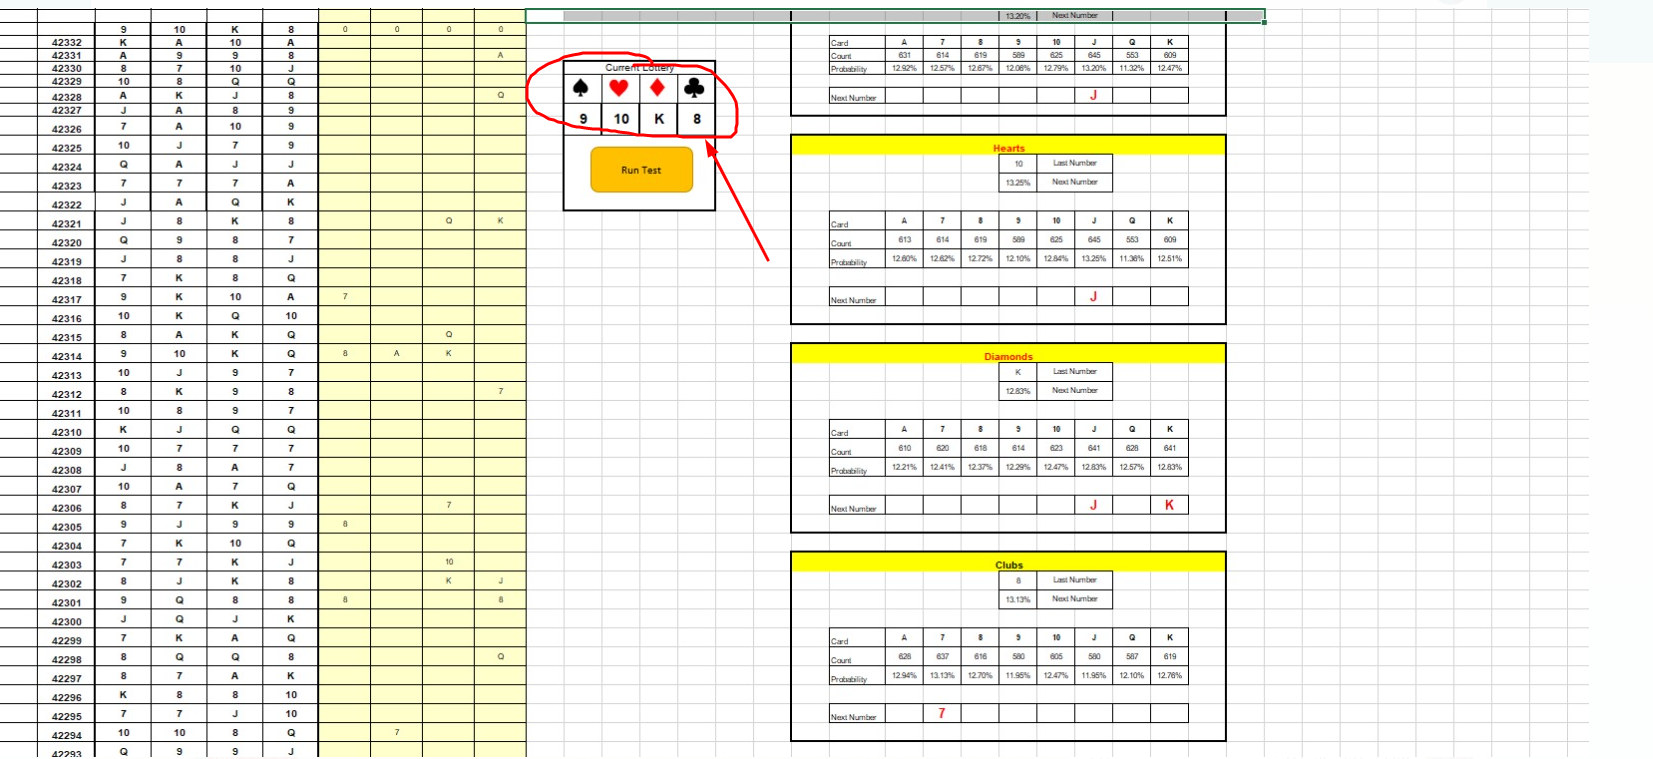 13.20% Next Number
9 10 K 8 0 0 0 0
42332 K A 10 A
42331 A 9 9 8 A
42330 8 7 10 J
42329 10 8 Q Q
42328 A K J 8 Q
42327 J A 8 9
42326 7 A 10 9
42325 10 J 7 9
42324 Q A J J
42323 7 7 7 A
42322 J A Q K
42321 J 8 K 8 Q K
42320 Q 9 8 7
42319 J 8 8 J
42318 7 K 8 Q
42317 9 K 10 A 7
42316 10 K Q 10
42315 8 A K Q Q
42314 9 10 K Q 8 A K
42313 10 J 9 7
42312 8 K 9 8 7
42311 10 8 9 7
42310 K J Q Q
42309 10 7 7 7
42308 J 8 A 7
42307 10 A 7 Q
42306 8 7 K J 7
42305 9 J 9 9 8
42304 7 K 10 Q
42303 7 7 K J 10
42302 8 J K 8 K J
42301 9 Q 8 8 8 8
42300 J Q J K
42299 7 K A Q
42298 8 Q Q 8 Q
42297 8 7 A K
42296 K 8 8 10
42295 7 7 J 10
42294 10 10 8 Q 7
42293 Q 9 9 J
Current Lottery
♠ ♥ ♦ ♣
9 10 K 8
Run Test
Card A 7 8 9 10 J Q K
Count 631 614 619 589 625 645 553 609
Probability 12.92% 12.57% 12.67% 12.06% 12.79% 13.20% 11.32% 12.47%
Next Number J
Hearts
10 Last Number
13.25% Next Number
Card A 7 8 9 10 J Q K
Count 613 614 619 589 625 645 553 609
Probability 12.60% 12.62% 12.72% 12.10% 12.84% 13.25% 11.36% 12.51%
Next Number J
Diamonds
K Last Number
12.83% Next Number
Card A 7 8 9 10 J Q K
Count 610 620 618 614 623 641 628 641
Probability 12.21% 12.41% 12.37% 12.29% 12.47% 12.83% 12.57% 12.83%
Next Number J K
Clubs
8 Last Number
13.13% Next Number
Card A 7 8 9 10 J Q K
Count 628 637 616 580 605 580 587 619
Probability 12.94% 13.13% 12.70% 11.95% 12.47% 11.95% 12.10% 12.76%
Next Number 7